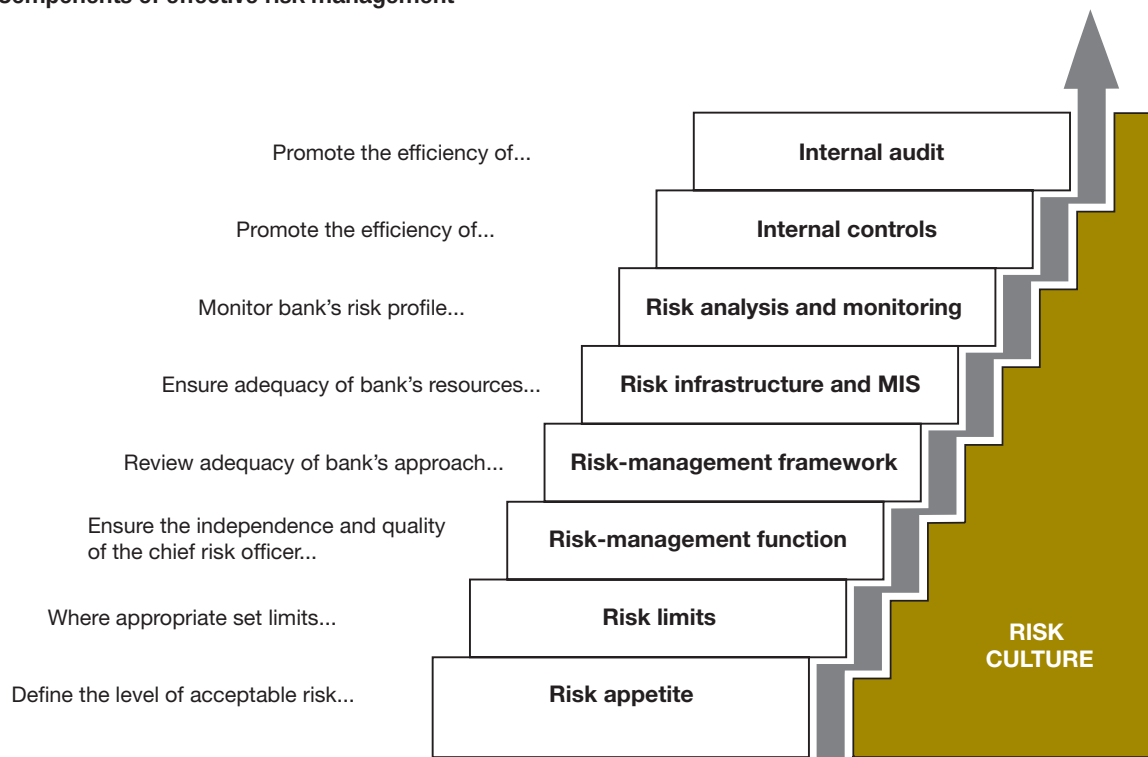 Components of effective risk management
Promote the efficiency of...
Internal audit
Promote the efficiency of...
Internal controls
Monitor bank's risk profile...
Risk analysis and monitoring
Ensure adequacy of bank's resources...
Risk infrastructure and MIS
Review adequacy of bank's approach...
Risk-management framework
Ensure the independence and quality
of the chief risk officer...
Risk-management function
Where appropriate set limits...
Risk limits
RISK
CULTURE
Define the level of acceptable risk...
Risk appetite